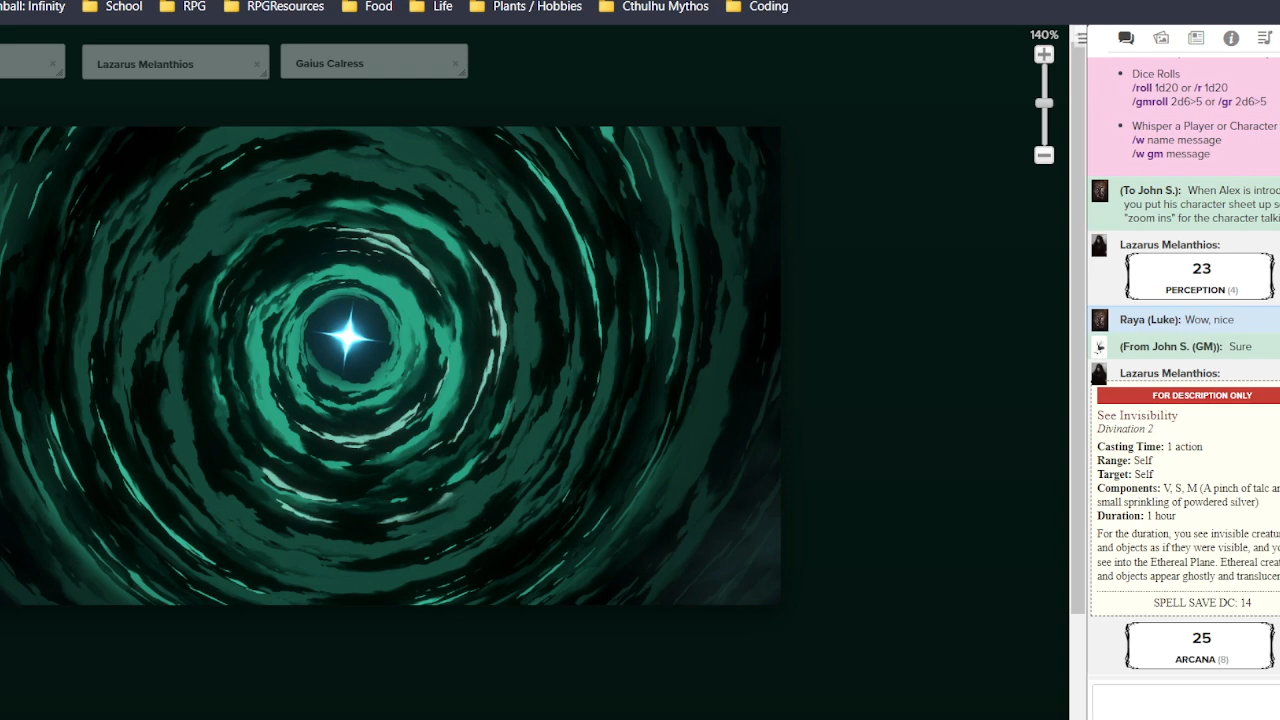 nball: Infinity School RPG RPGResources Food Life Plants / Hobbies Cthulhu Mythos Coding
Lazarus Melanthios × Gaius Calress ×
140%
Dice Rolls
/roll 1d20 or /r 1d20
/gmroll 2d6>5 or /gr 2d6>5
Whisper a Player or Character
/w name message
/w gm message
(To John S.): When Alex is introd
you put his character sheet up s
"zoom ins" for the character talki
Lazarus Melanthios:
23
PERCEPTION (4)
Raya (Luke): Wow, nice
(From John S. (GM)): Sure
Lazarus Melanthios:
FOR DESCRIPTION ONLY
See Invisibility
Divination 2
Casting Time: 1 action
Range: Self
Target: Self
Components: V, S, M (A pinch of talc an
small sprinkling of powdered silver)
Duration: 1 hour
For the duration, you see invisible creatu
and objects as if they were visible, and yo
see into the Ethereal Plane. Ethereal creat
and objects appear ghostly and translucen
SPELL SAVE DC: 14
25
ARCANA (8)